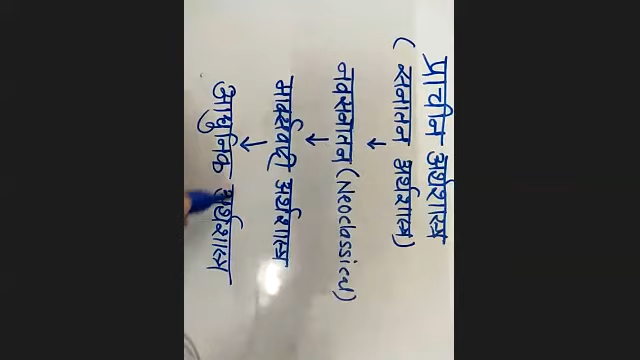 प्राचीन अर्थशास्त्र
( सनातन अर्थशास्त्र)
↓
नवसनातन (Neoclassical)
↓
मार्क्सवादी अर्थशास्त्र
↓
आधुनिक अर्थशास्त्र